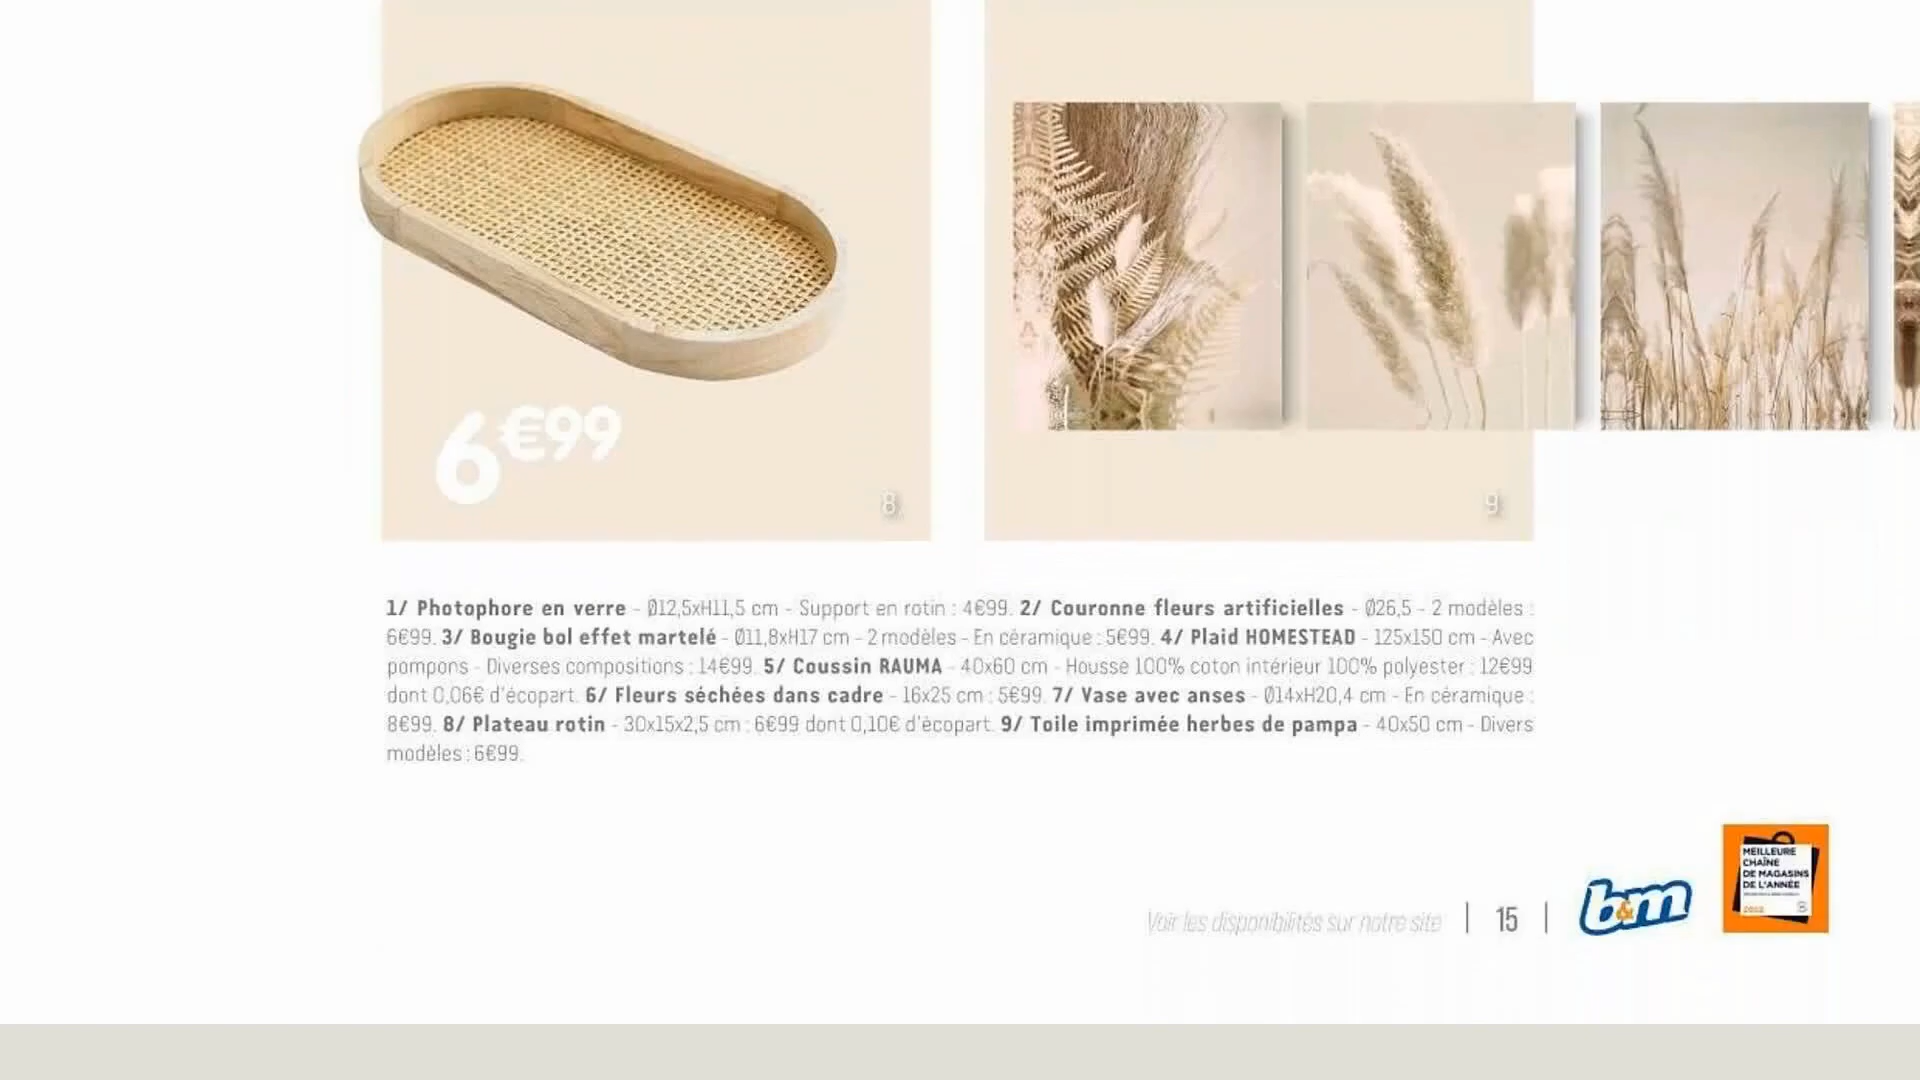 6€99
8
9
1/ Photophore en verre - Ø12,5xH11,5 cm - Support en rotin : 4€99. 2/ Couronne fleurs artificielles - Ø26,5 - 2 modèles :
6€99. 3/ Bougie bol effet martelé - Ø11,8xH17 cm - 2 modèles - En céramique : 5€99. 4/ Plaid HOMESTEAD - 125x150 cm - Avec
pompons - Diverses compositions : 14€99. 5/ Coussin RAUMA - 40x60 cm - Housse 100% coton intérieur 100% polyester : 12€99
dont 0,06€ d'écopart. 6/ Fleurs séchées dans cadre - 16x25 cm : 5€99. 7/ Vase avec anses - Ø14xH20,4 cm - En céramique :
8€99. 8/ Plateau rotin - 30x15x2,5 cm : 6€99 dont 0,10€ d'écopart. 9/ Toile imprimée herbes de pampa - 40x50 cm - Divers
modèles : 6€99.
MEILLEURE
CHAÎNE
DE MAGASINS
DE L'ANNÉE
Voir les disponibilités sur notre site | 15 | b&m